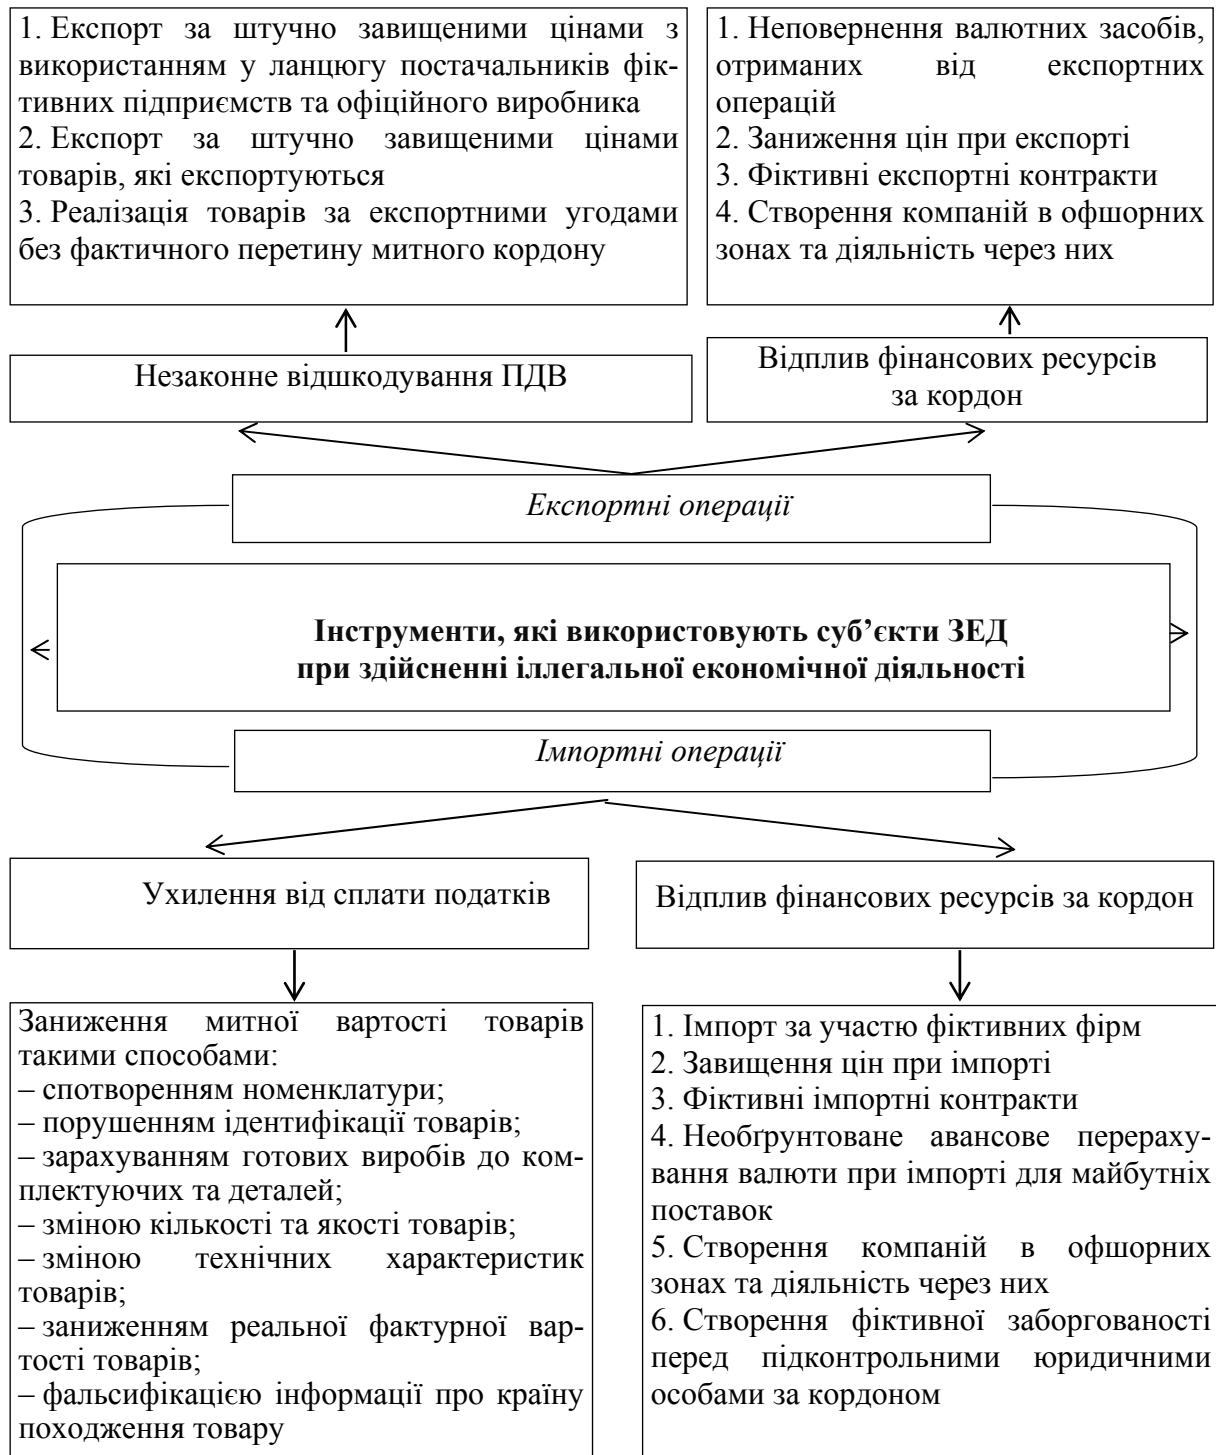 1. Експорт за штучно завищеними цінами з
використанням у ланцюгу постачальників фік-
тивних підприємств та офіційного виробника
2. Експорт за штучно завищеними цінами
товарів, які експортуються
3. Реалізація товарів за експортними угодами
без фактичного перетину митного кордону
1. Неповернення валютних засобів,
отриманих від експортних
операцій
2. Заниження цін при експорті
3. Фіктивні експортні контракти
4. Створення компаній в офшорних
зонах та діяльність через них
Незаконне відшкодування ПДВ
Відплив фінансових ресурсів
за кордон
Експортні операції
Інструменти, які використовують суб’єкти ЗЕД
при здійсненні іллегальної економічної діяльності
Імпортні операції
Ухилення від сплати податків
Відплив фінансових ресурсів за кордон
Заниження митної вартості товарів
такими способами:
– спотворенням номенклатури;
– порушенням ідентифікації товарів;
– зарахуванням готових виробів до ком-
плектуючих та деталей;
– зміною кількості та якості товарів;
– зміною технічних характеристик
товарів;
– заниженням реальної фактурної вар-
тості товарів;
– фальсифікацією інформації про країну
походження товару
1. Імпорт за участю фіктивних фірм
2. Завищення цін при імпорті
3. Фіктивні імпортні контракти
4. Необґрунтоване авансове перераху-
вання валюти при імпорті для майбутніх
поставок
5. Створення компаній в офшорних
зонах та діяльність через них
6. Створення фіктивної заборгованості
перед підконтрольними юридичними
особами за кордоном